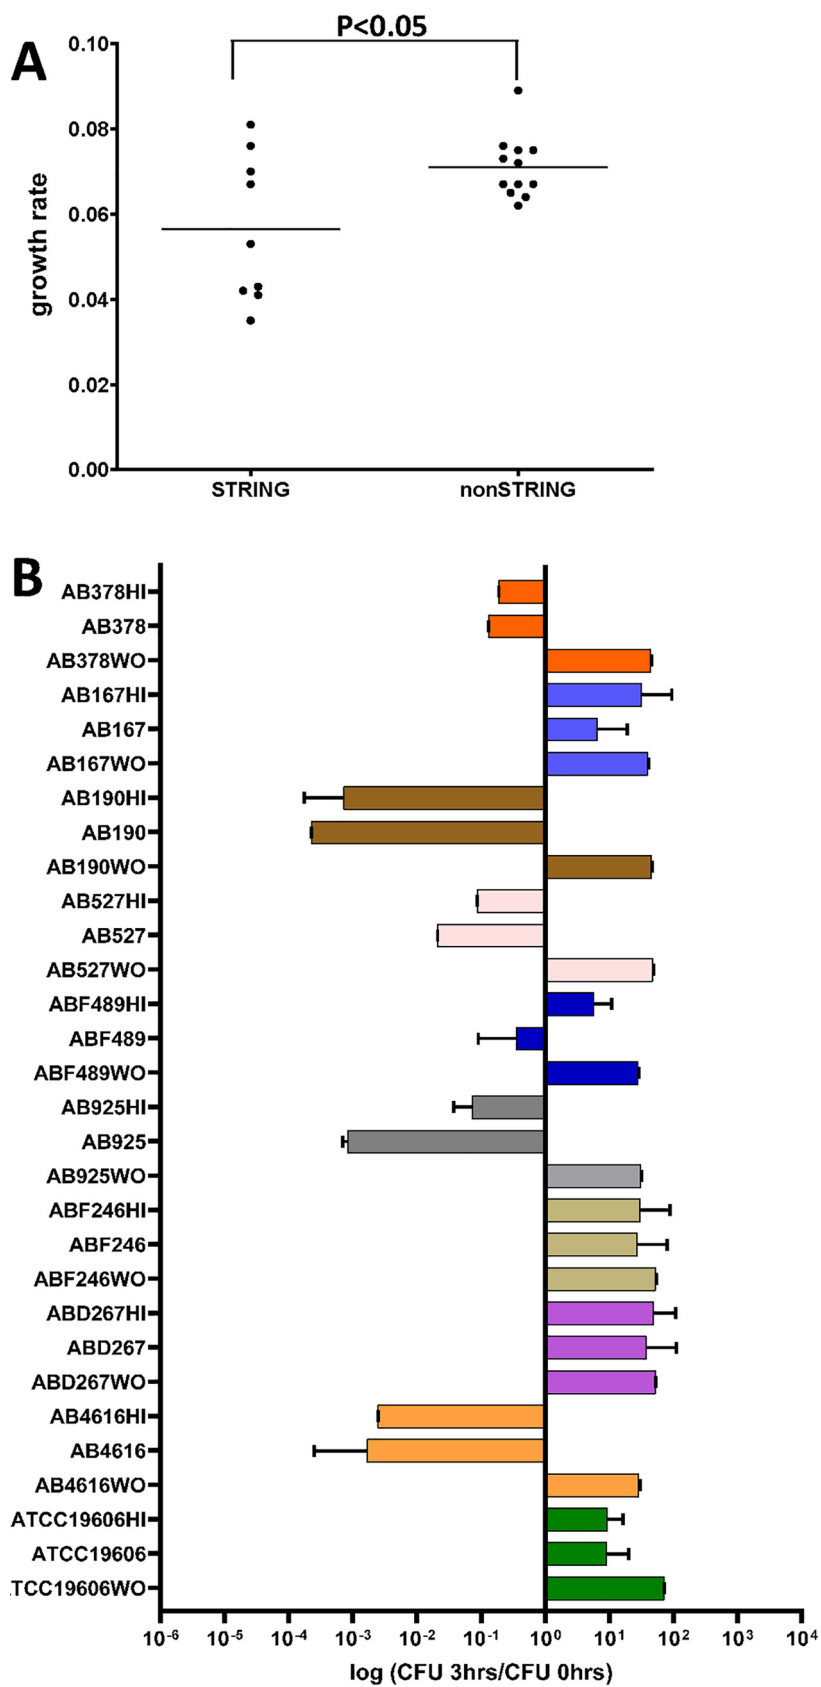 A
P<0.05
0.10
0.08
0.06
0.04
0.02
0.00
growth rate
STRING nonSTRING
B
AB378HI
AB378
AB378WO
AB167HI
AB167
AB167WO
AB190HI
AB190
AB190WO
AB527HI
AB527
AB527WO
ABF489HI
ABF489
ABF489WO
AB925HI
AB925
AB925WO
ABF246HI
ABF246
ABF246WO
ABD267HI
ABD267
ABD267WO
AB4616HI
AB4616
AB4616WO
ATCC19606HI
ATCC19606
TCC19606WO
10⁻⁶ 10⁻⁵ 10⁻⁴ 10⁻³ 10⁻² 10⁻¹ 10⁰ 10¹ 10² 10³ 10⁴
log (CFU 3hrs/CFU 0hrs)